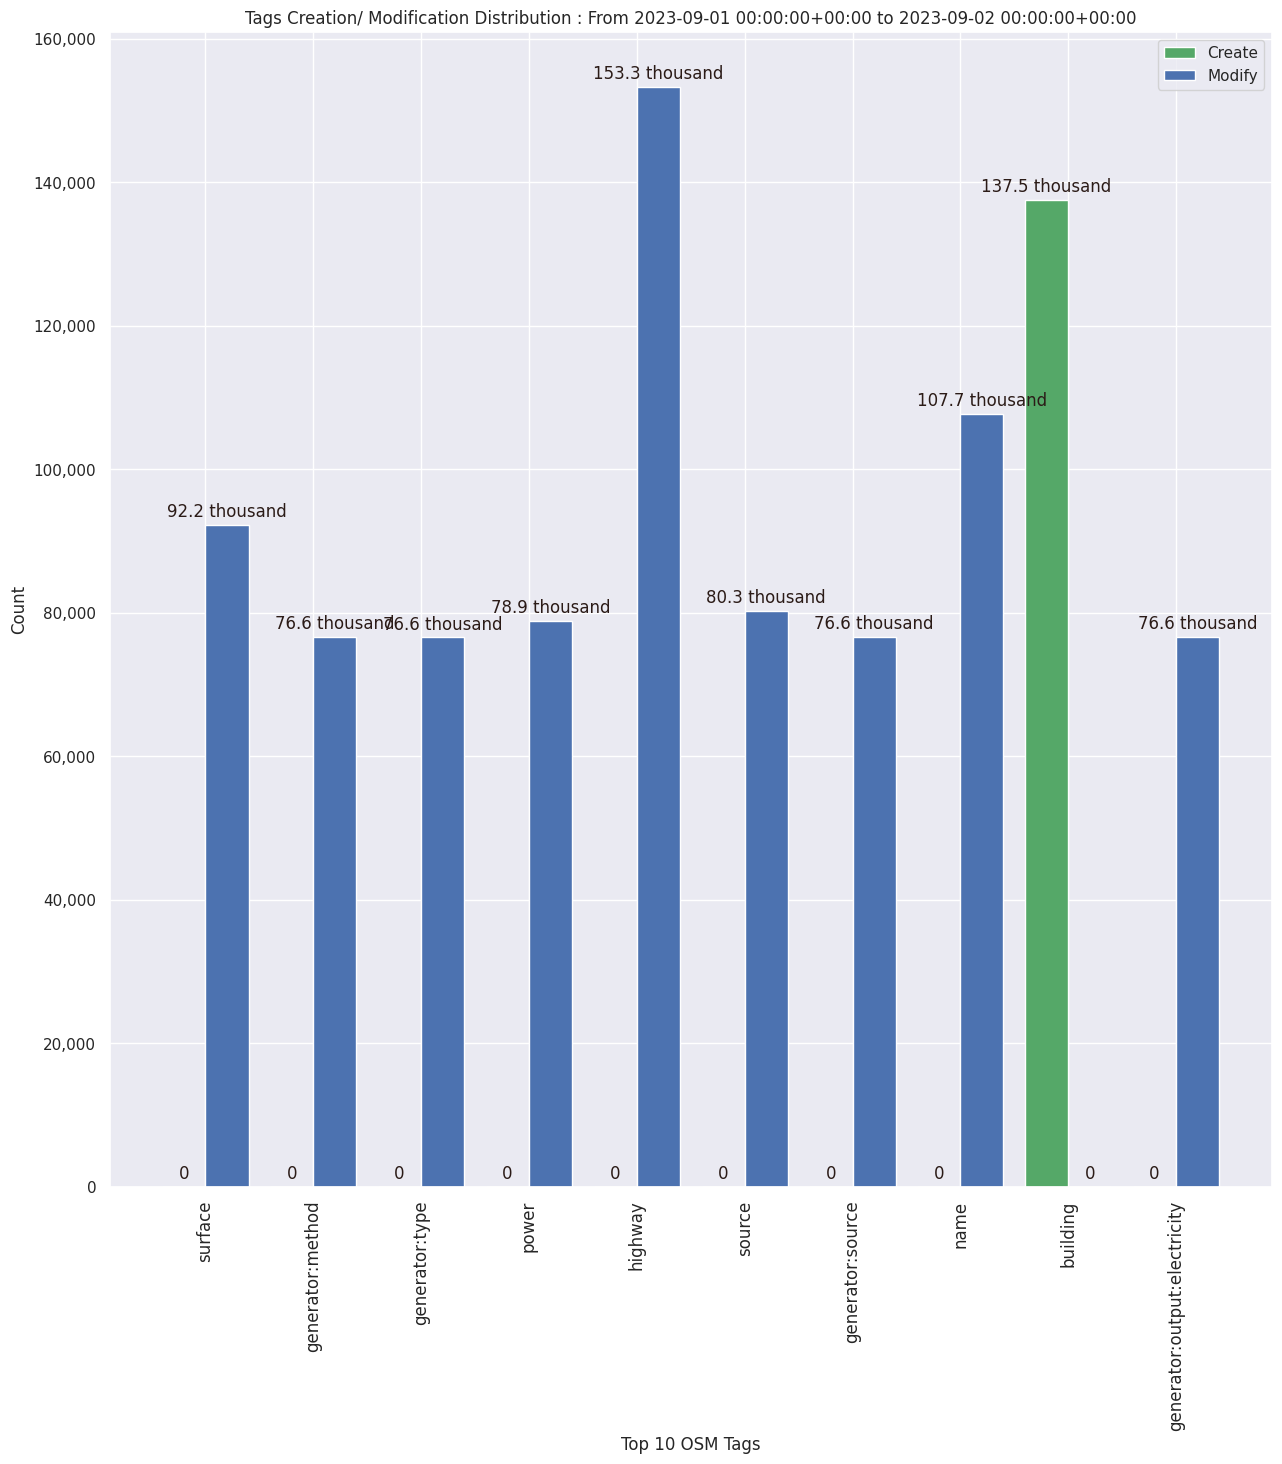 Tags Creation/ Modification Distribution : From 2023-09-01 00:00:00+00:00 to 2023-09-02 00:00:00+00:00
Create
Modify
Count
160,000
140,000
120,000
100,000
80,000
60,000
40,000
20,000
0
153.3 thousand
137.5 thousand
107.7 thousand
92.2 thousand
80.3 thousand
78.9 thousand
76.6 thousand
76.6 thousand
76.6 thousand
76.6 thousand
0
0
0
0
0
0
0
0
0
0
surface
generator:method
generator:type
power
highway
source
generator:source
name
building
generator:output:electricity
Top 10 OSM Tags